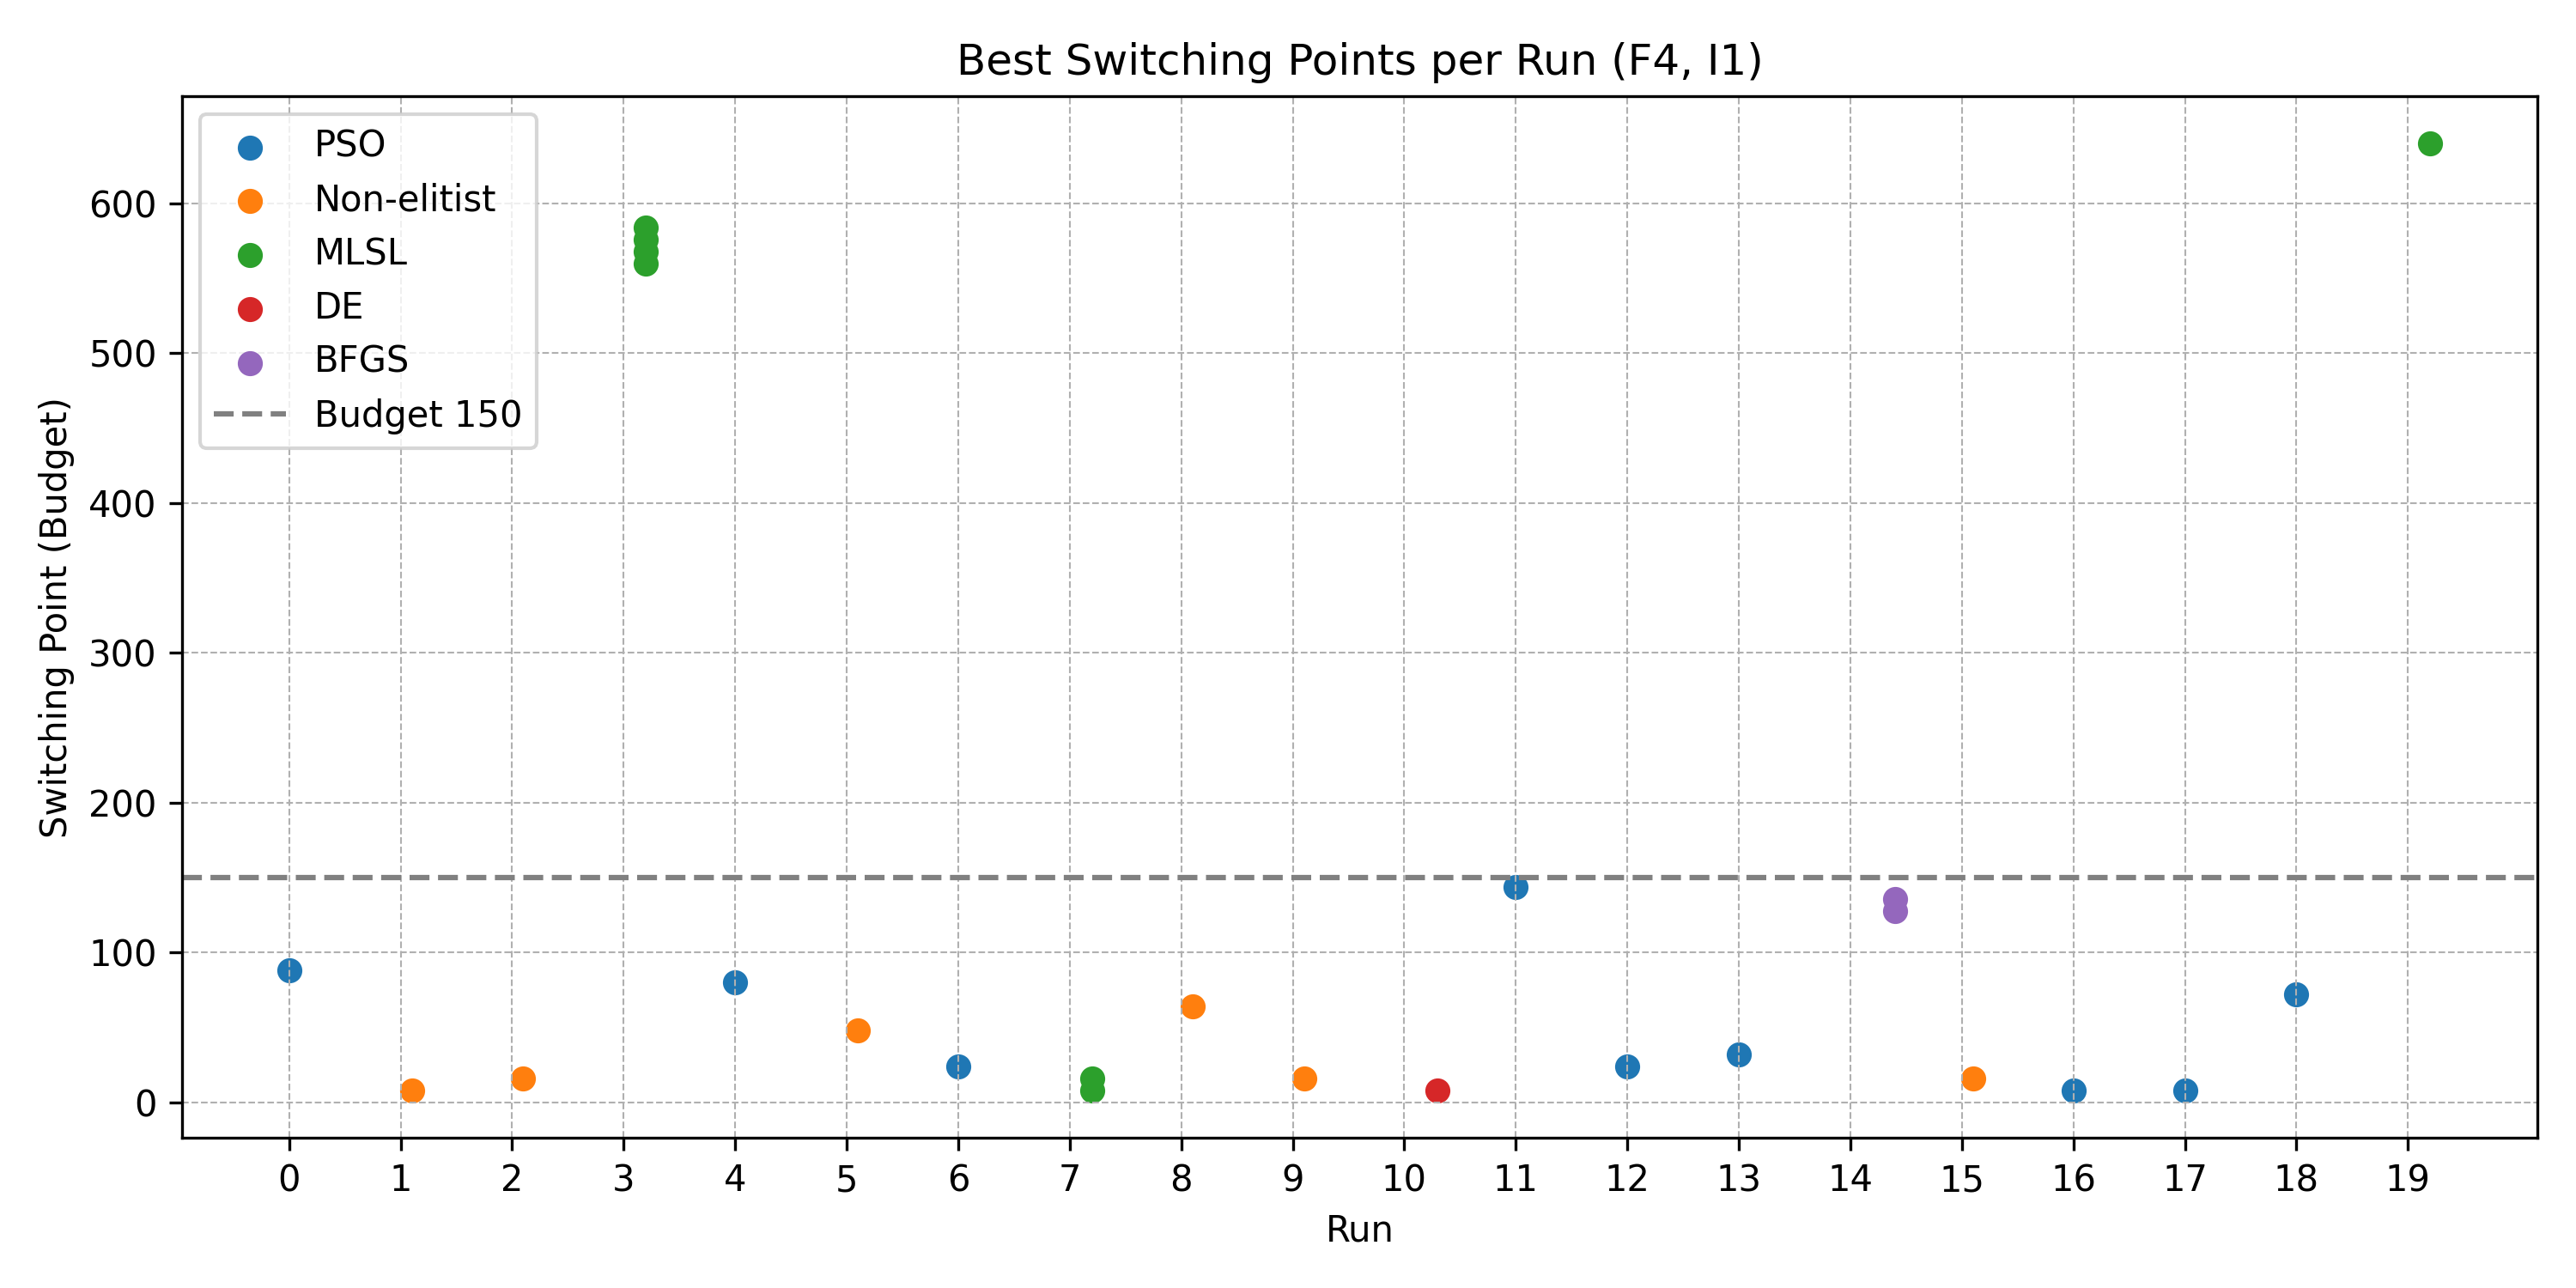 Best Switching Points per Run (F4, I1)
PSO
Non-elitist
MLSL
DE
BFGS
Budget 150
Switching Point (Budget)
600
500
400
300
200
100
0
0 1 2 3 4 5 6 7 8 9 10 11 12 13 14 15 16 17 18 19
Run